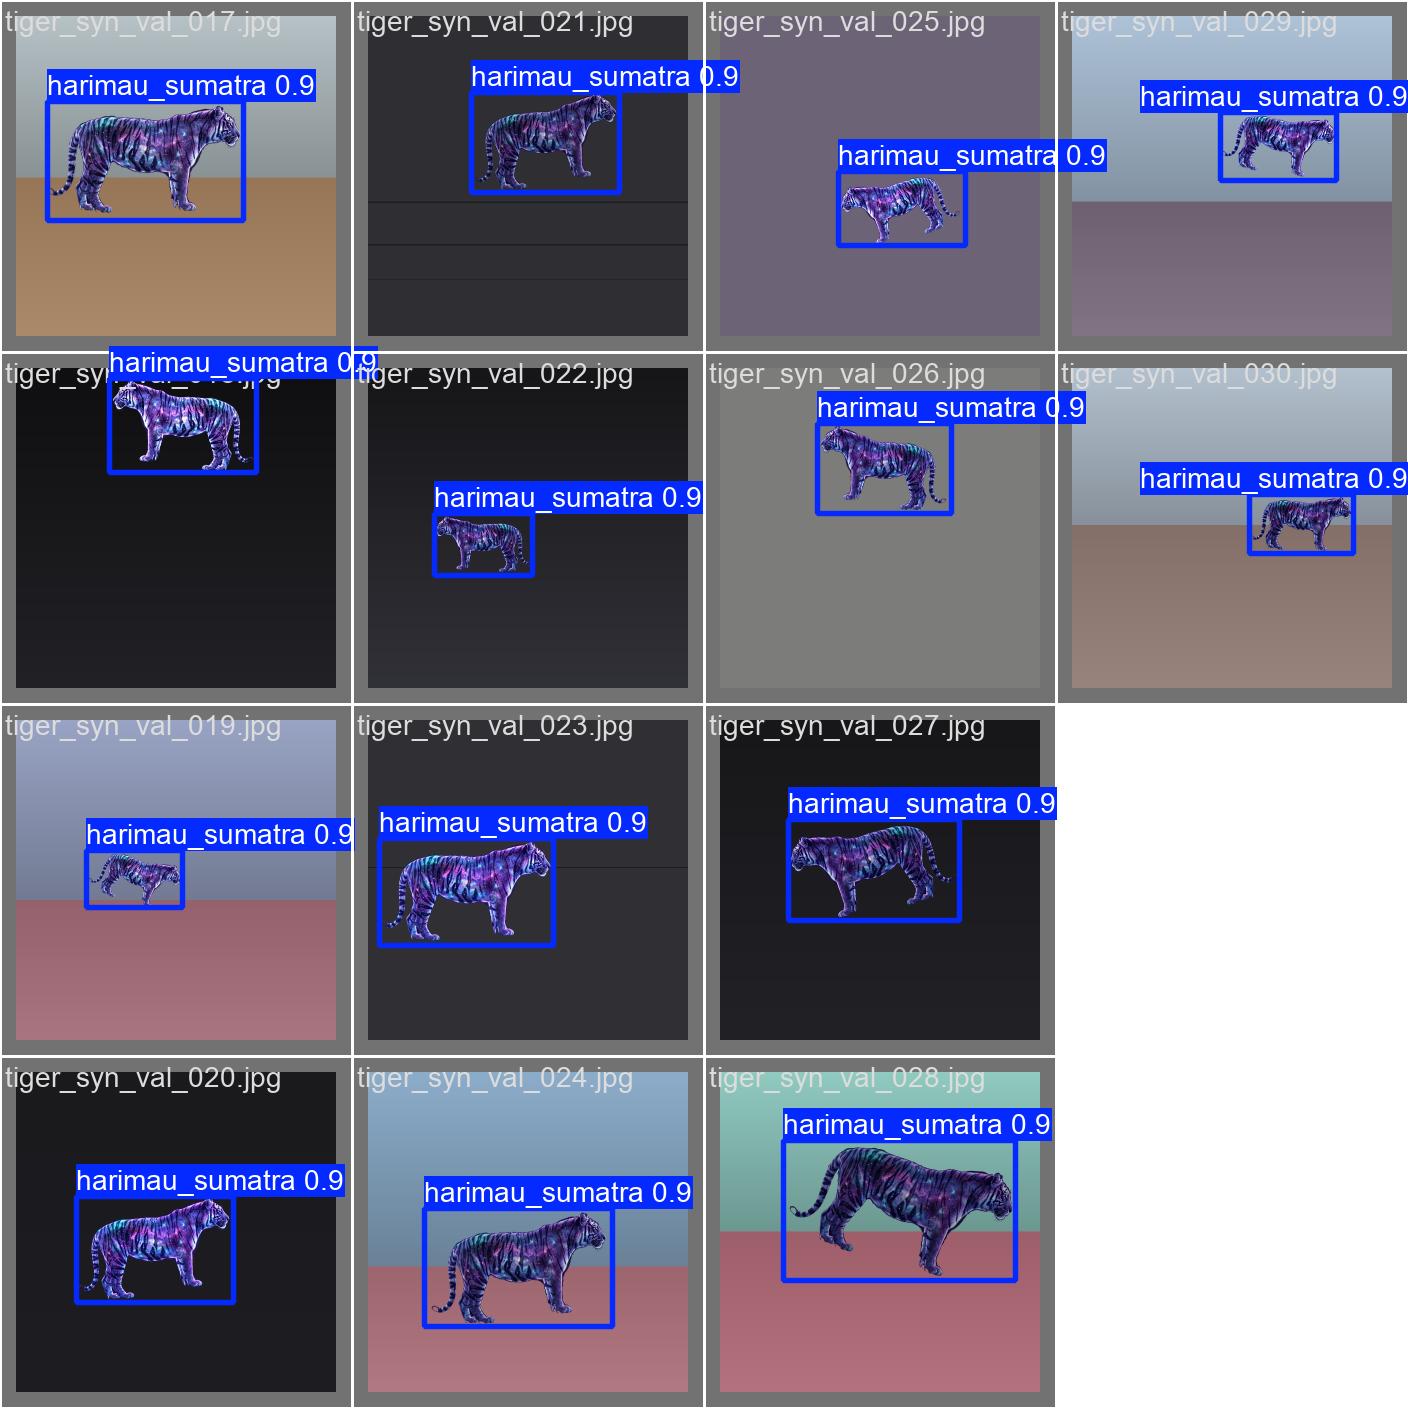 tiger_syn_val_017.jpg
harimau_sumatra 0.9
tiger_syn_val_021.jpg
harimau_sumatra 0.9
tiger_syn_val_025.jpg
harimau_sumatra 0.9
tiger_syn_val_029.jpg
harimau_sumatra 0.9
harimau_sumatra 0.9
tiger_syn_val_022.jpg
harimau_sumatra 0.9
tiger_syn_val_026.jpg
harimau_sumatra 0.9
tiger_syn_val_030.jpg
harimau_sumatra 0.9
tiger_syn_val_019.jpg
harimau_sumatra 0.9
tiger_syn_val_023.jpg
harimau_sumatra 0.9
tiger_syn_val_027.jpg
harimau_sumatra 0.9
tiger_syn_val_020.jpg
harimau_sumatra 0.9
tiger_syn_val_024.jpg
harimau_sumatra 0.9
tiger_syn_val_028.jpg
harimau_sumatra 0.9